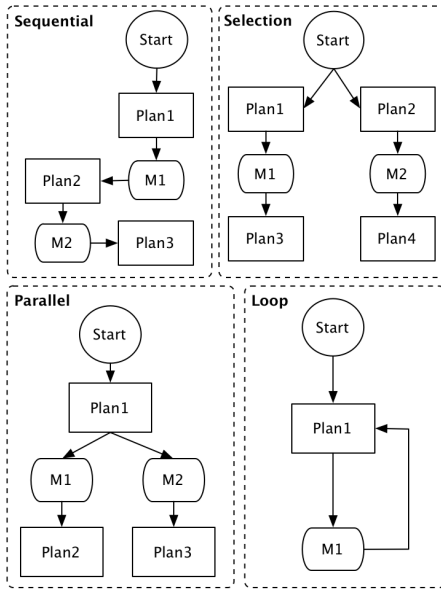 Sequential
Start
Plan1
M1
Plan2
M2
Plan3
Selection
Start
Plan1
Plan2
M1
M2
Plan3
Plan4
Parallel
Start
Plan1
M1
M2
Plan2
Plan3
Loop
Start
Plan1
M1